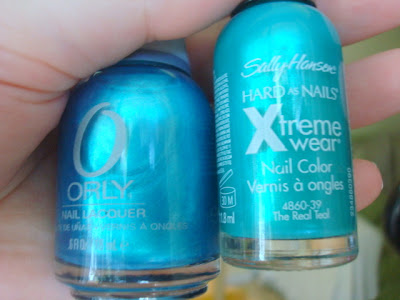 O
ORLY
NAIL LACQUER
À ONGLES
Sally Hansen
HARD AS NAILS
Xtreme
wear
Nail Color
Vernis à ongles
4860-39
The Real Teal